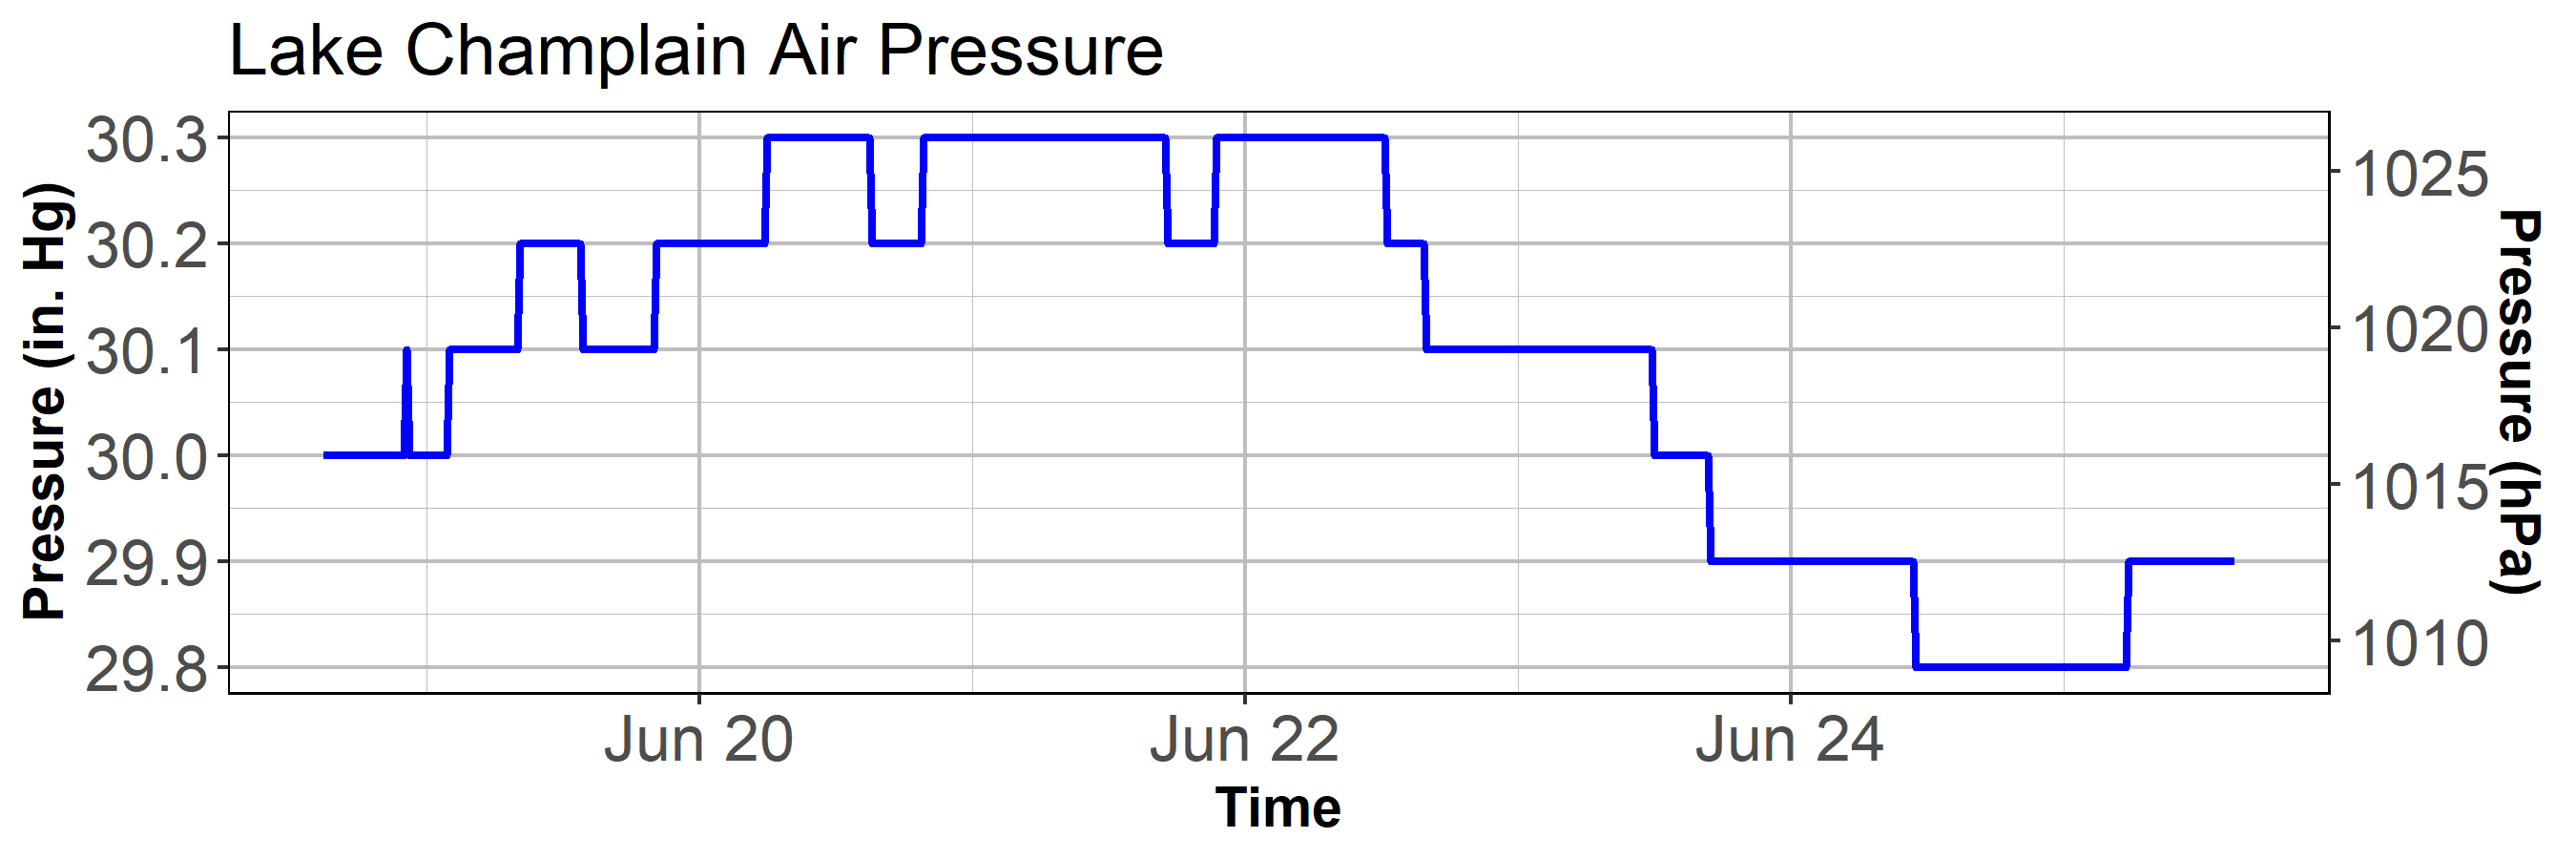 Lake Champlain Air Pressure
Pressure (in. Hg)
30.3
30.2
30.1
30.0
29.9
29.8
1025
1020
1015
1010
Pressure (hPa)
Jun 20 Jun 22 Jun 24
Time